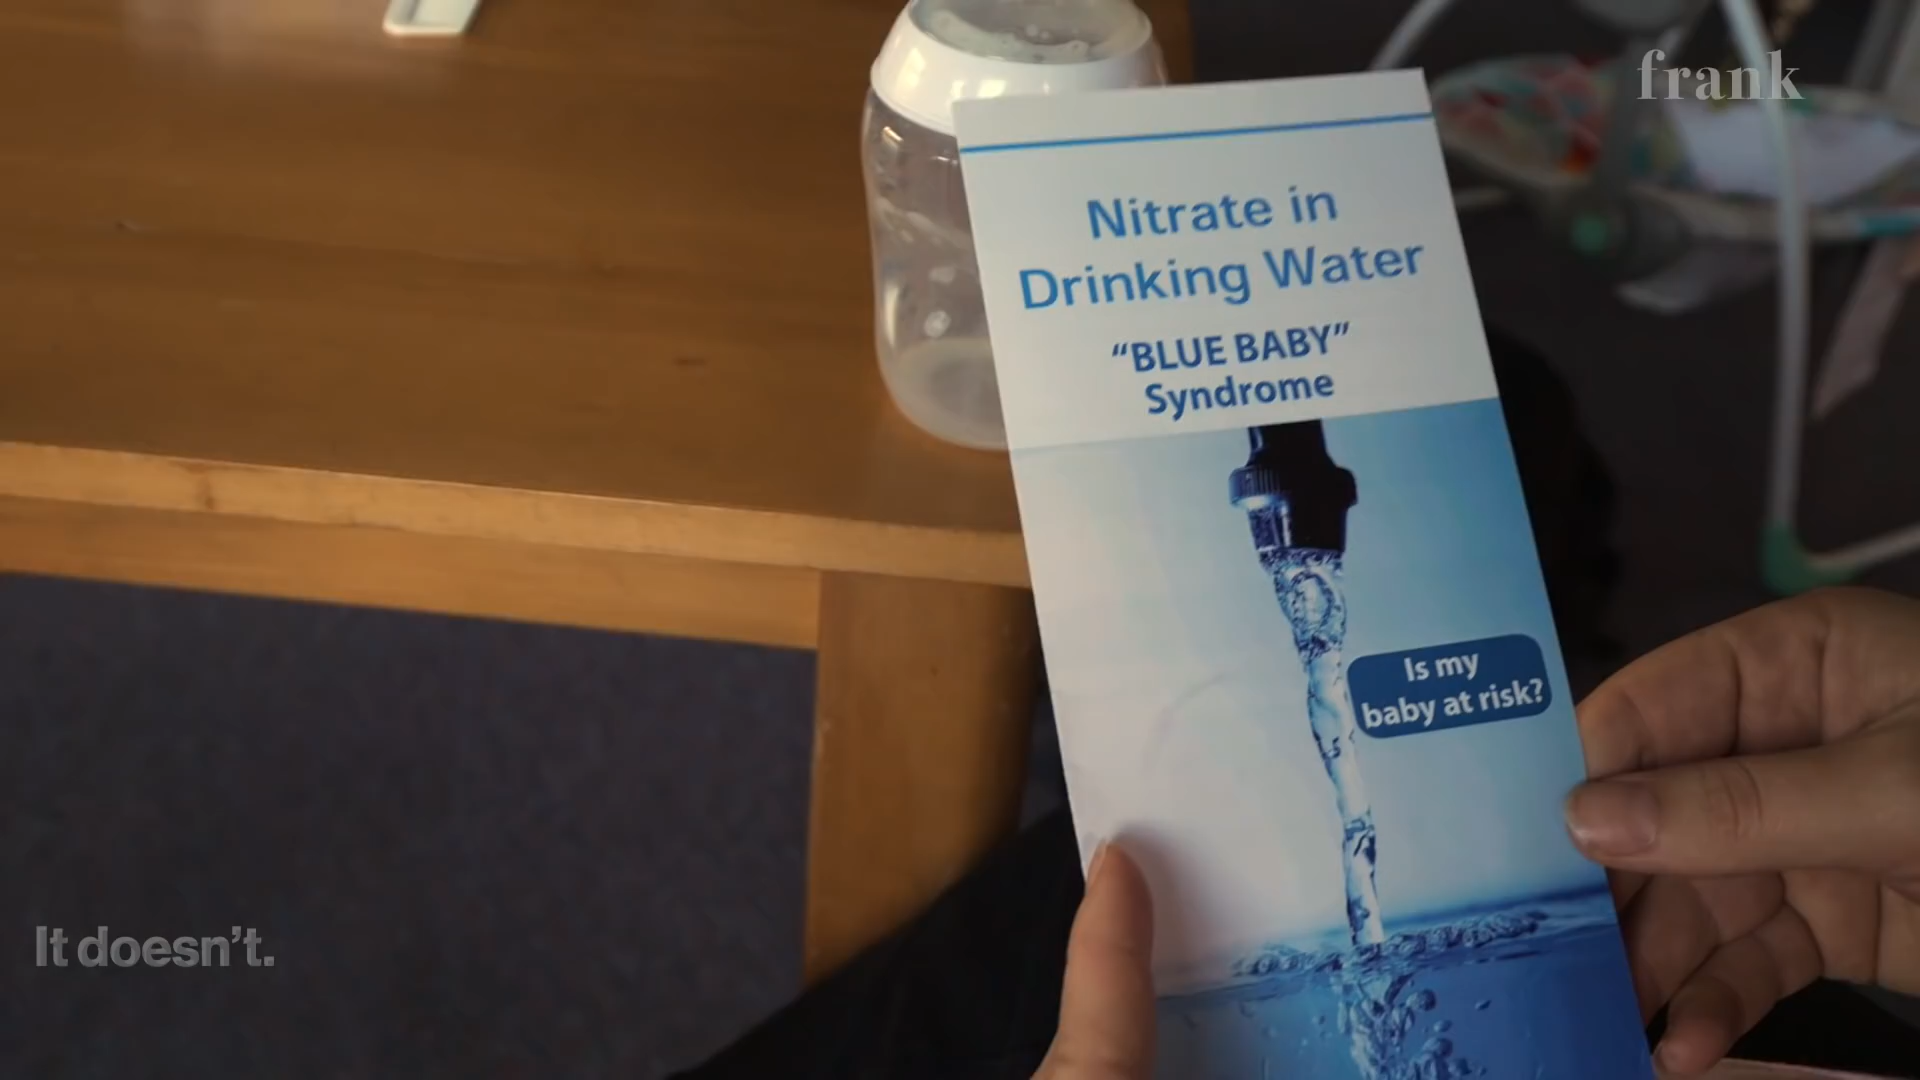 frank
Nitrate in
Drinking Water
“BLUE BABY”
Syndrome
Is my
baby at risk?
It doesn’t.